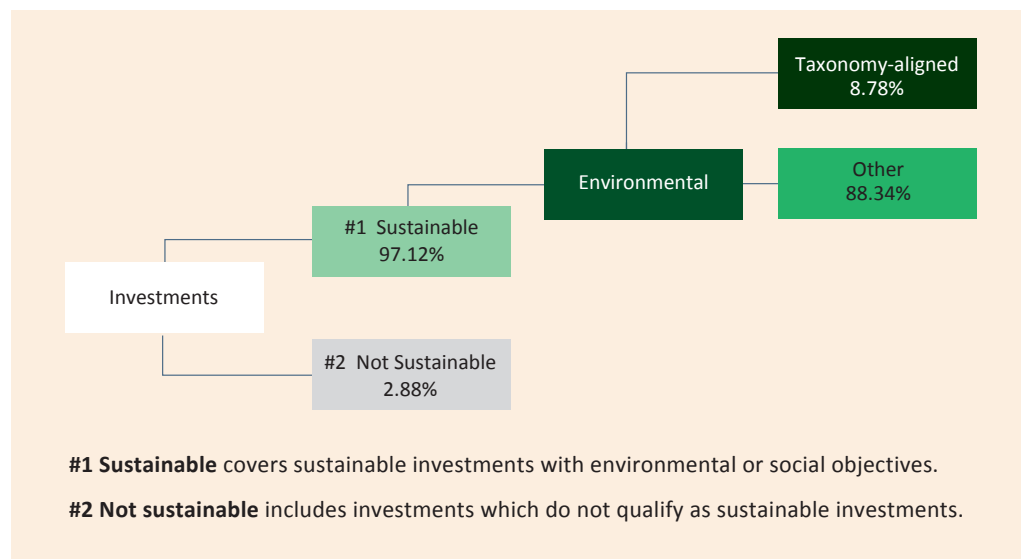 Taxonomy-aligned
8.78%
Environmental
Other
88.34%
#1 Sustainable
97.12%
Investments
#2 Not Sustainable
2.88%
#1 Sustainable covers sustainable investments with environmental or social objectives.
#2 Not sustainable includes investments which do not qualify as sustainable investments.